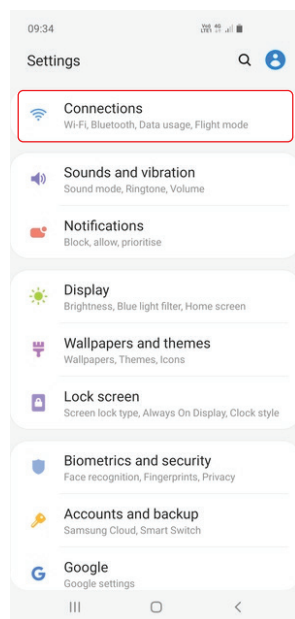 09:34
Settings
Connections
Wi-Fi, Bluetooth, Data usage, Flight mode
Sounds and vibration
Sound mode, Ringtone, Volume
Notifications
Block, allow, prioritise
Display
Brightness, Blue light filter, Home screen
Wallpapers and themes
Wallpapers, Themes, Icons
Lock screen
Screen lock type, Always On Display, Clock style
Biometrics and security
Face recognition, Fingerprints, Privacy
Accounts and backup
Samsung Cloud, Smart Switch
Google
Google settings